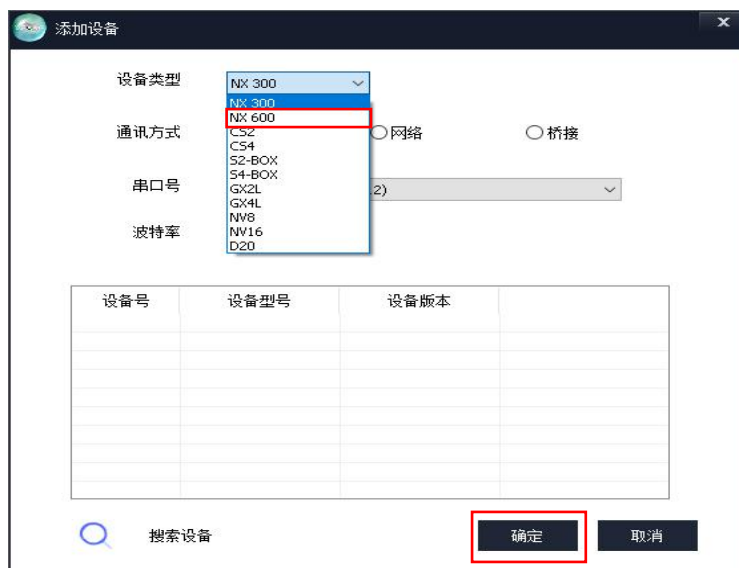 添加设备
x
设备类型 NX 300
NX 300
NX 600
通讯方式 网络 桥接
CS2
CS4
S2-BOX
S4-BOX
串口号 2)
GX2L
GX4L
NV8
波特率 NV16
D20
设备号 设备型号 设备版本
搜索设备 确定 取消